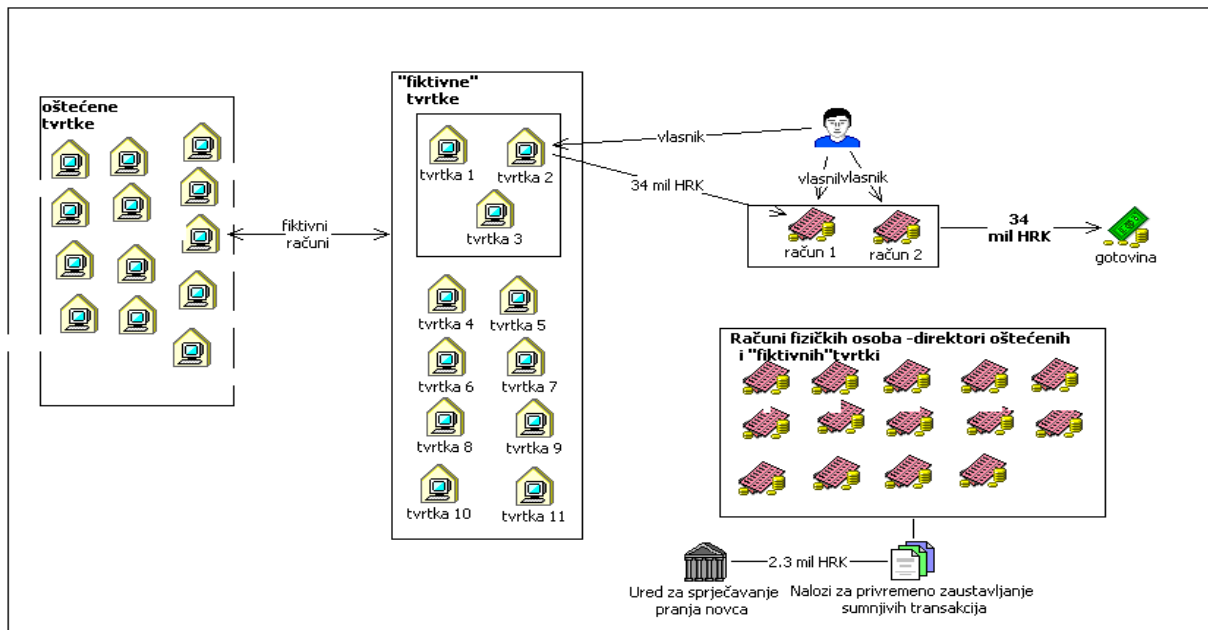 oštećene
tvrtke
fiktivni
računi
"fiktivne"
tvrtke
tvrtka 1
tvrtka 2
tvrtka 3
tvrtka 4
tvrtka 5
tvrtka 6
tvrtka 7
tvrtka 8
tvrtka 9
tvrtka 10
tvrtka 11
vlasnik
34 mil HRK
vlasnik
vlasnik
račun 1
račun 2
34
mil HRK
gotovina
Računi fizičkih osoba -direktori oštećenih
i "fiktivnih"tvrtki
2.3 mil HRK
Ured za sprječavanje
pranja novca
Nalozi za privremeno zaustavljanje
sumnjivih transakcija